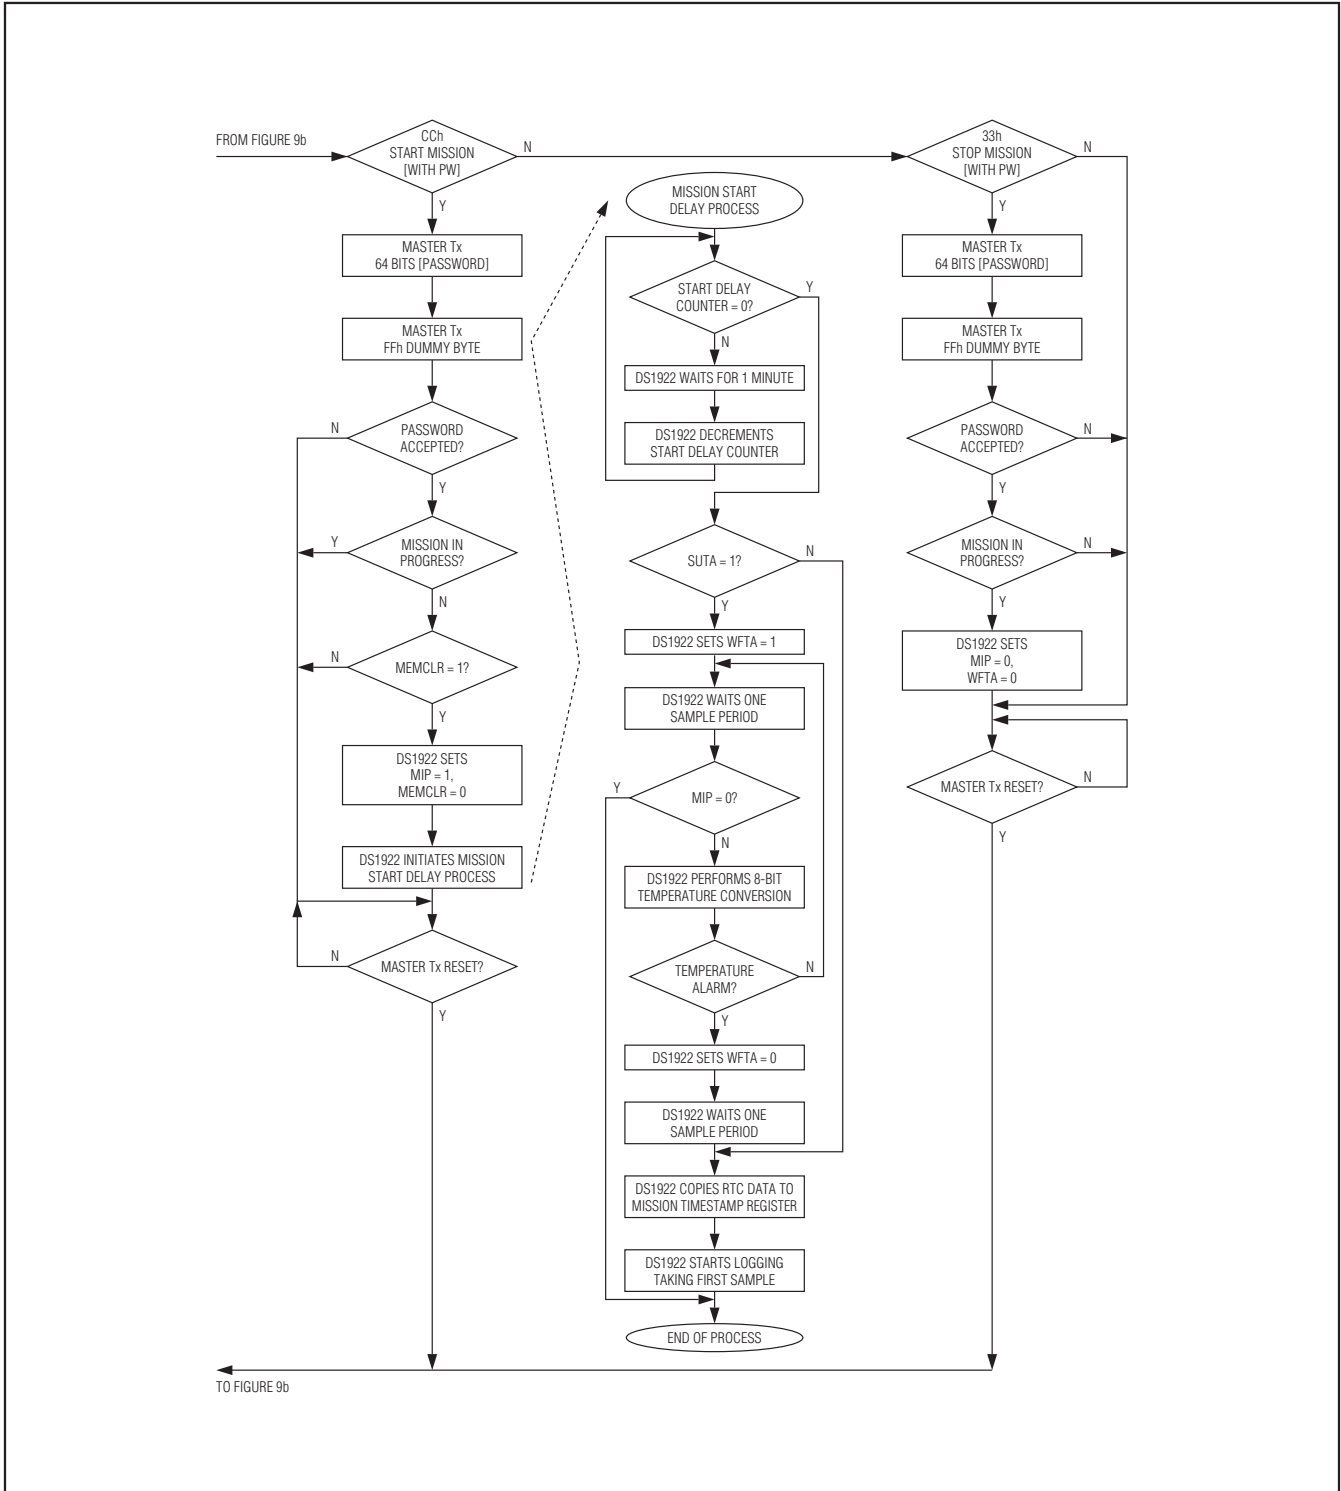 FROM FIGURE 9b
CCh
START MISSION
[WITH PW]
N
Y
MASTER Tx
64 BITS [PASSWORD]
MASTER Tx
FFh DUMMY BYTE
N
PASSWORD
ACCEPTED?
Y
Y
MISSION IN
PROGRESS?
N
N
MEMCLR = 1?
Y
DS1922 SETS
MIP = 1,
MEMCLR = 0
DS1922 INITIATES MISSION
START DELAY PROCESS
N
MASTER Tx RESET?
Y
MISSION START
DELAY PROCESS
START DELAY
COUNTER = 0?
Y
N
DS1922 WAITS FOR 1 MINUTE
DS1922 DECREMENTS
START DELAY COUNTER
SUTA = 1?
N
Y
DS1922 SETS WFTA = 1
DS1922 WAITS ONE
SAMPLE PERIOD
Y
MIP = 0?
N
DS1922 PERFORMS 8-BIT
TEMPERATURE CONVERSION
TEMPERATURE
ALARM?
N
Y
DS1922 SETS WFTA = 0
DS1922 WAITS ONE
SAMPLE PERIOD
DS1922 COPIES RTC DATA TO
MISSION TIMESTAMP REGISTER
DS1922 STARTS LOGGING
TAKING FIRST SAMPLE
END OF PROCESS
33h
STOP MISSION
[WITH PW]
N
Y
MASTER Tx
64 BITS [PASSWORD]
MASTER Tx
FFh DUMMY BYTE
PASSWORD
ACCEPTED?
N
Y
MISSION IN
PROGRESS?
N
Y
DS1922 SETS
MIP = 0,
WFTA = 0
MASTER Tx RESET?
N
Y
TO FIGURE 9b